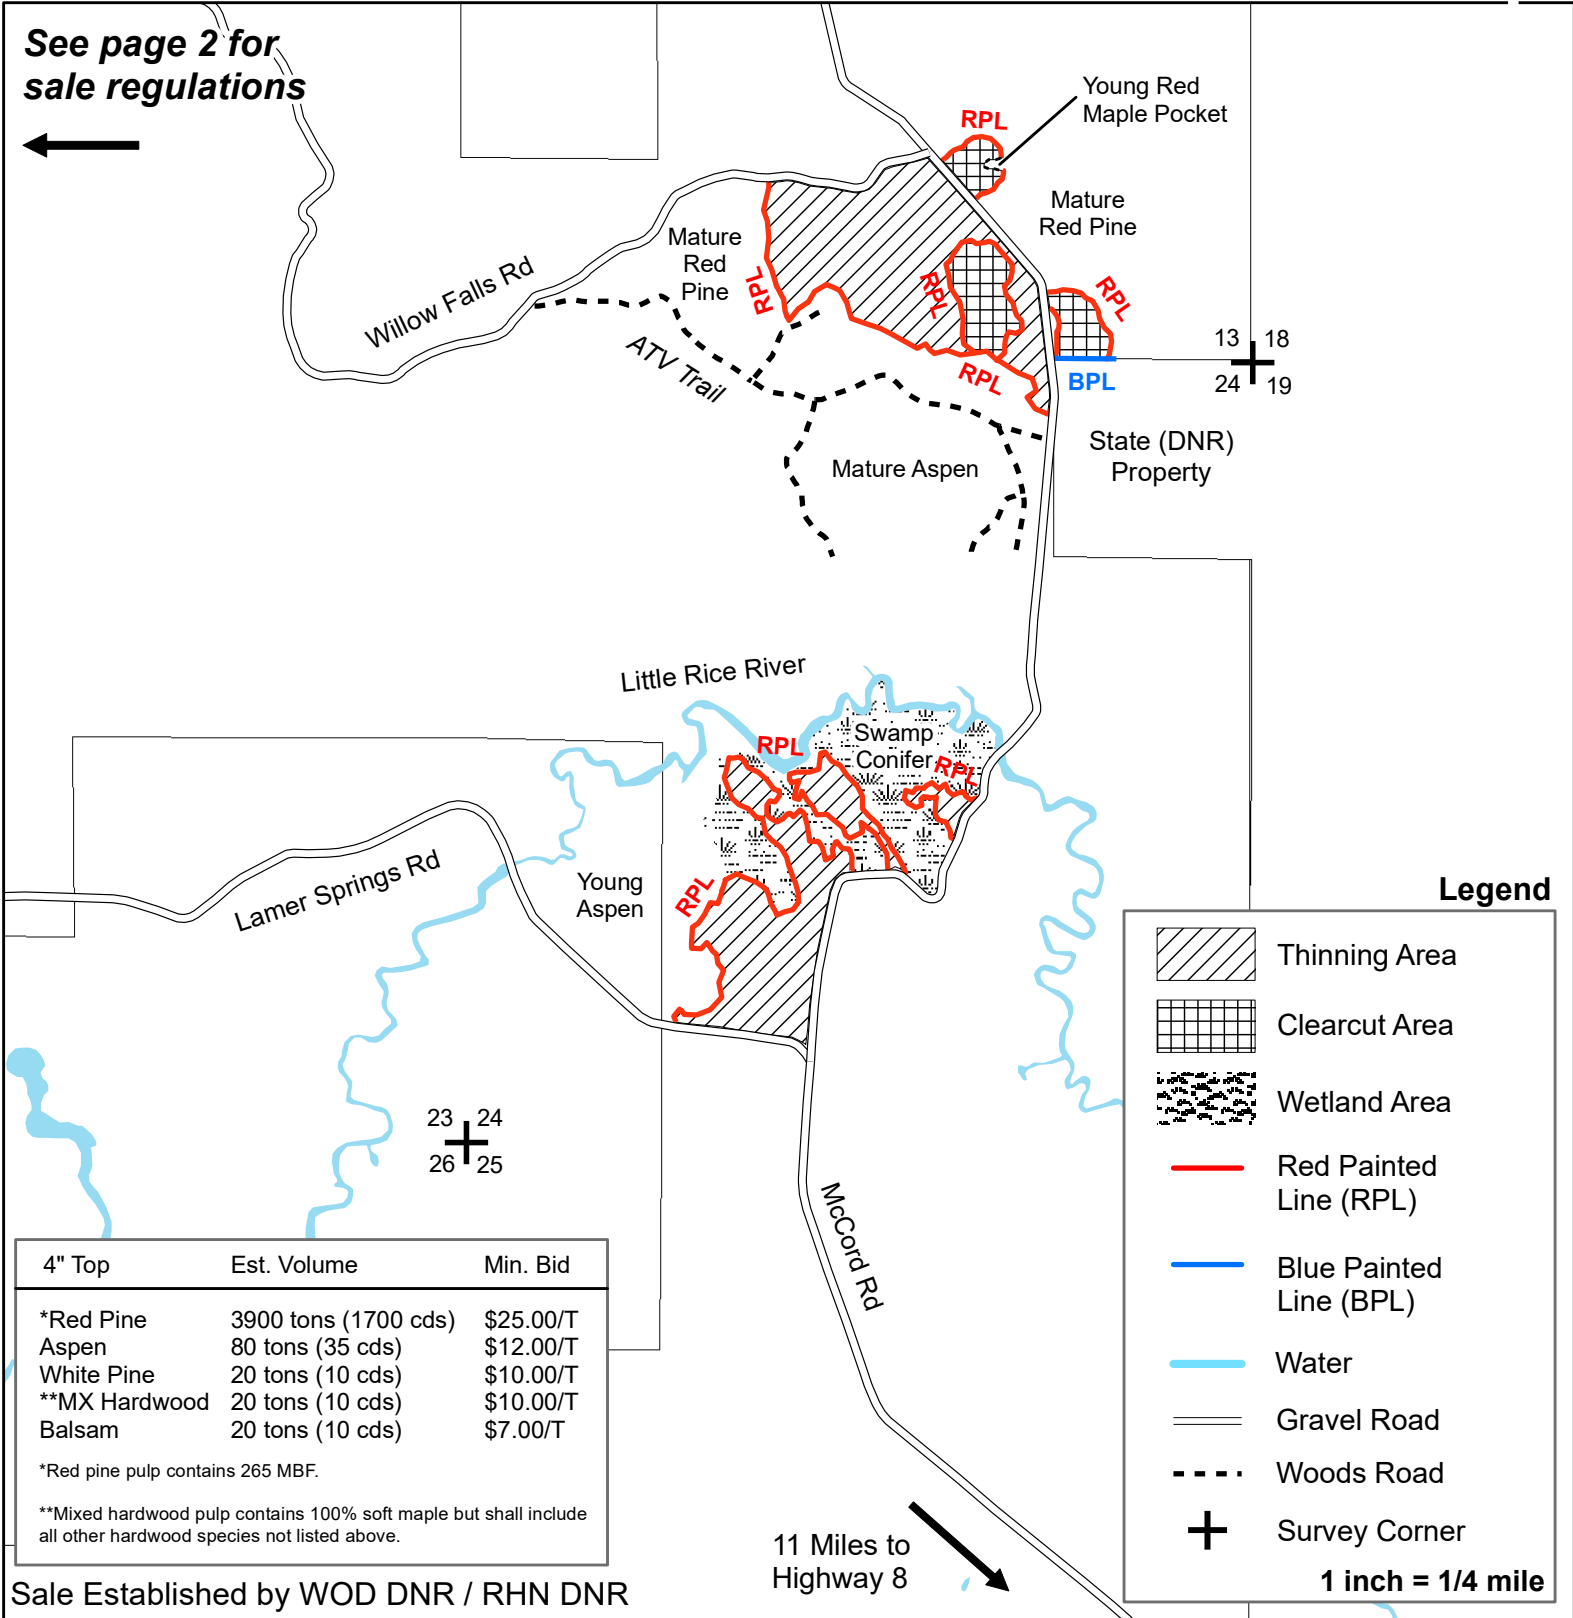 See page 2 for
sale regulations
Young Red
Maple Pocket
RPL
Mature
Red Pine
Mature
Red
Pine
RPL
RPL
RPL
Willow Falls Rd
ATV Trail
RPL
BPL
13 18
24 19
State (DNR)
Property
Mature Aspen
Little Rice River
Swamp
Conifer
RPL
RPL
Lamer Springs Rd
Young
Aspen
RPL
23 24
26 25
McCord Rd
11 Miles to
Highway 8
4" Top Est. Volume Min. Bid
*Red Pine 3900 tons (1700 cds) $25.00/T
Aspen 80 tons (35 cds) $12.00/T
White Pine 20 tons (10 cds) $10.00/T
**MX Hardwood 20 tons (10 cds) $10.00/T
Balsam 20 tons (10 cds) $7.00/T
*Red pine pulp contains 265 MBF.
**Mixed hardwood pulp contains 100% soft maple but shall include
all other hardwood species not listed above.
Sale Established by WOD DNR / RHN DNR
Legend
Thinning Area
Clearcut Area
Wetland Area
Red Painted
Line (RPL)
Blue Painted
Line (BPL)
Water
Gravel Road
Woods Road
Survey Corner
1 inch = 1/4 mile